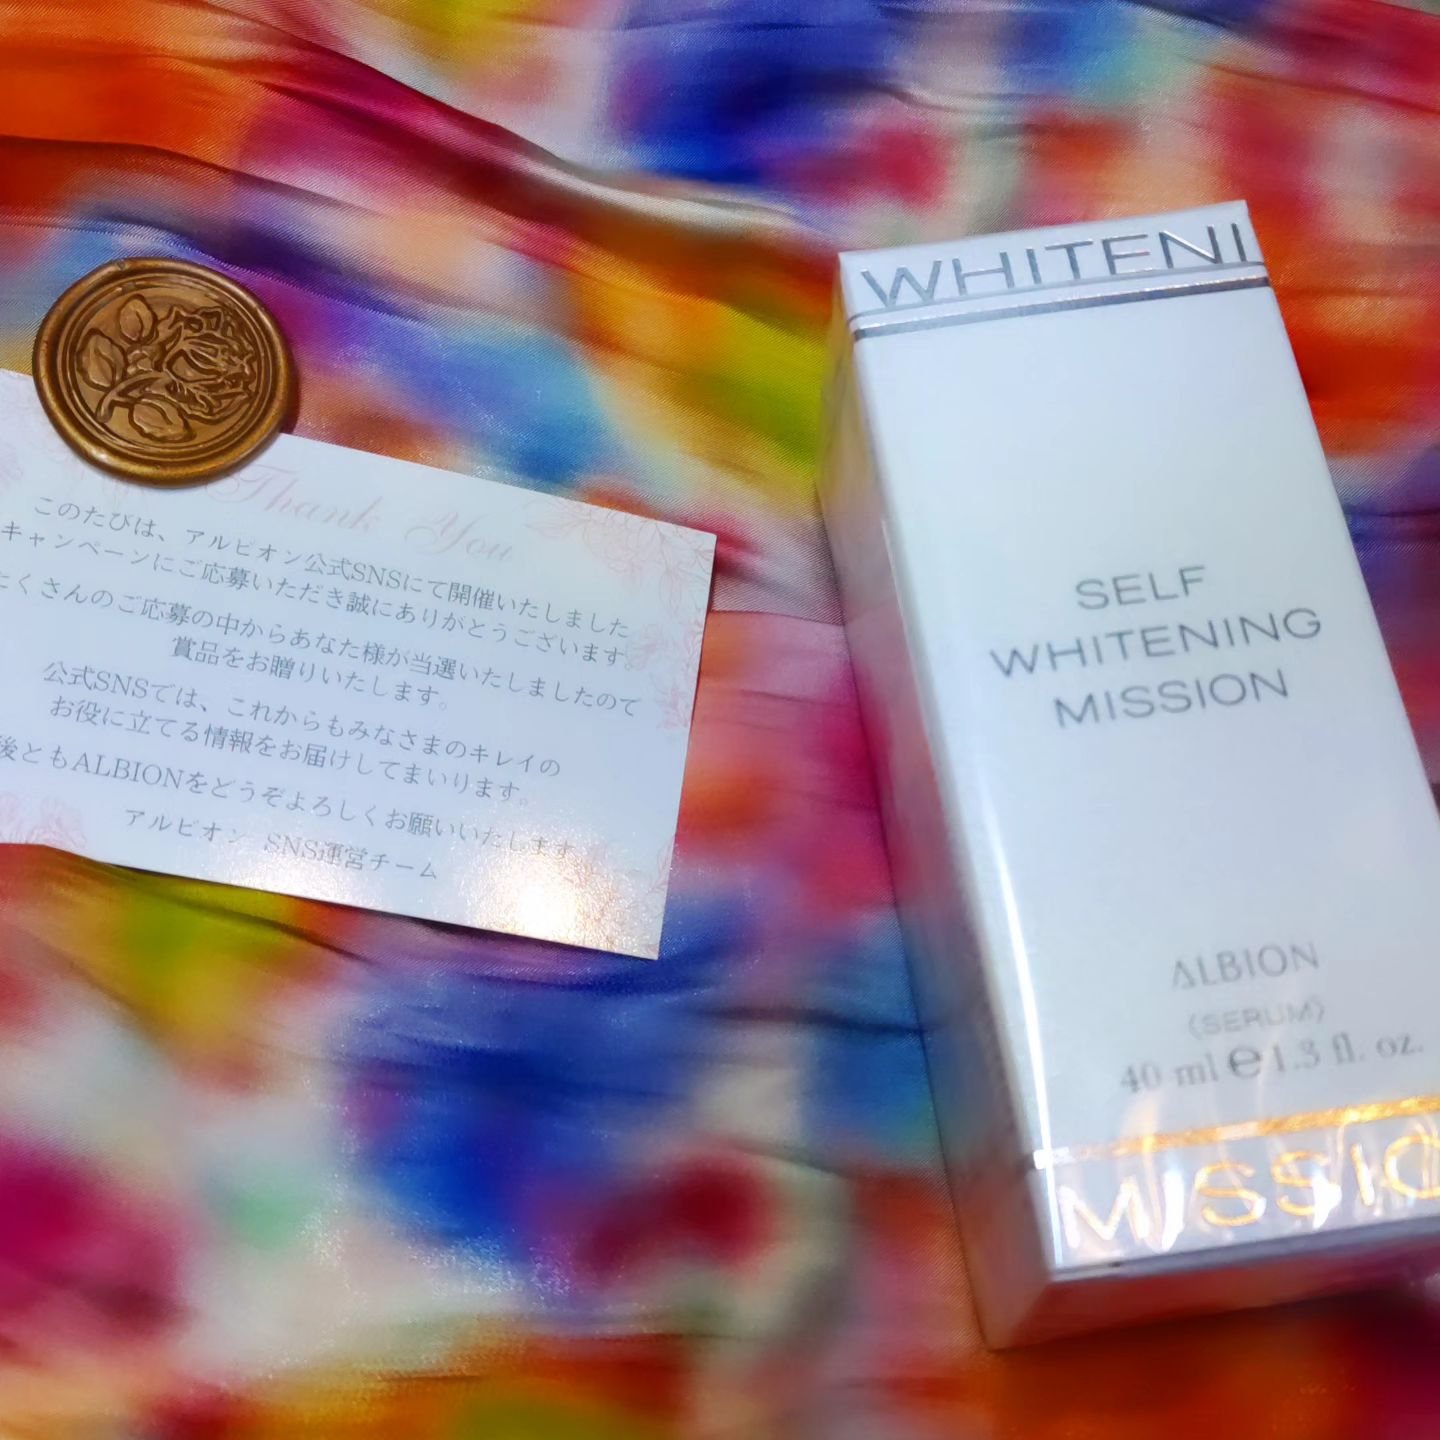 Thank You
このたびは、アルビオン公式SNSにて開催いたしました
キャンペーンにご応募いただき誠にありがとうございます。
たくさんのご応募の中からあなた様が当選いたしましたので
賞品をお贈りいたします。
公式SNSでは、これからもみなさまのキレイの
お役に立てる情報をお届けしてまいります。
後ともALBIONをどうぞよろしくお願いいたします
アルビオン SNS運営チーム
WHITENI
SELF
WHITENING
MISSION
ALBION
〈SERUM〉
40 ml ℮ 1.3 fl. oz.
MISSIO